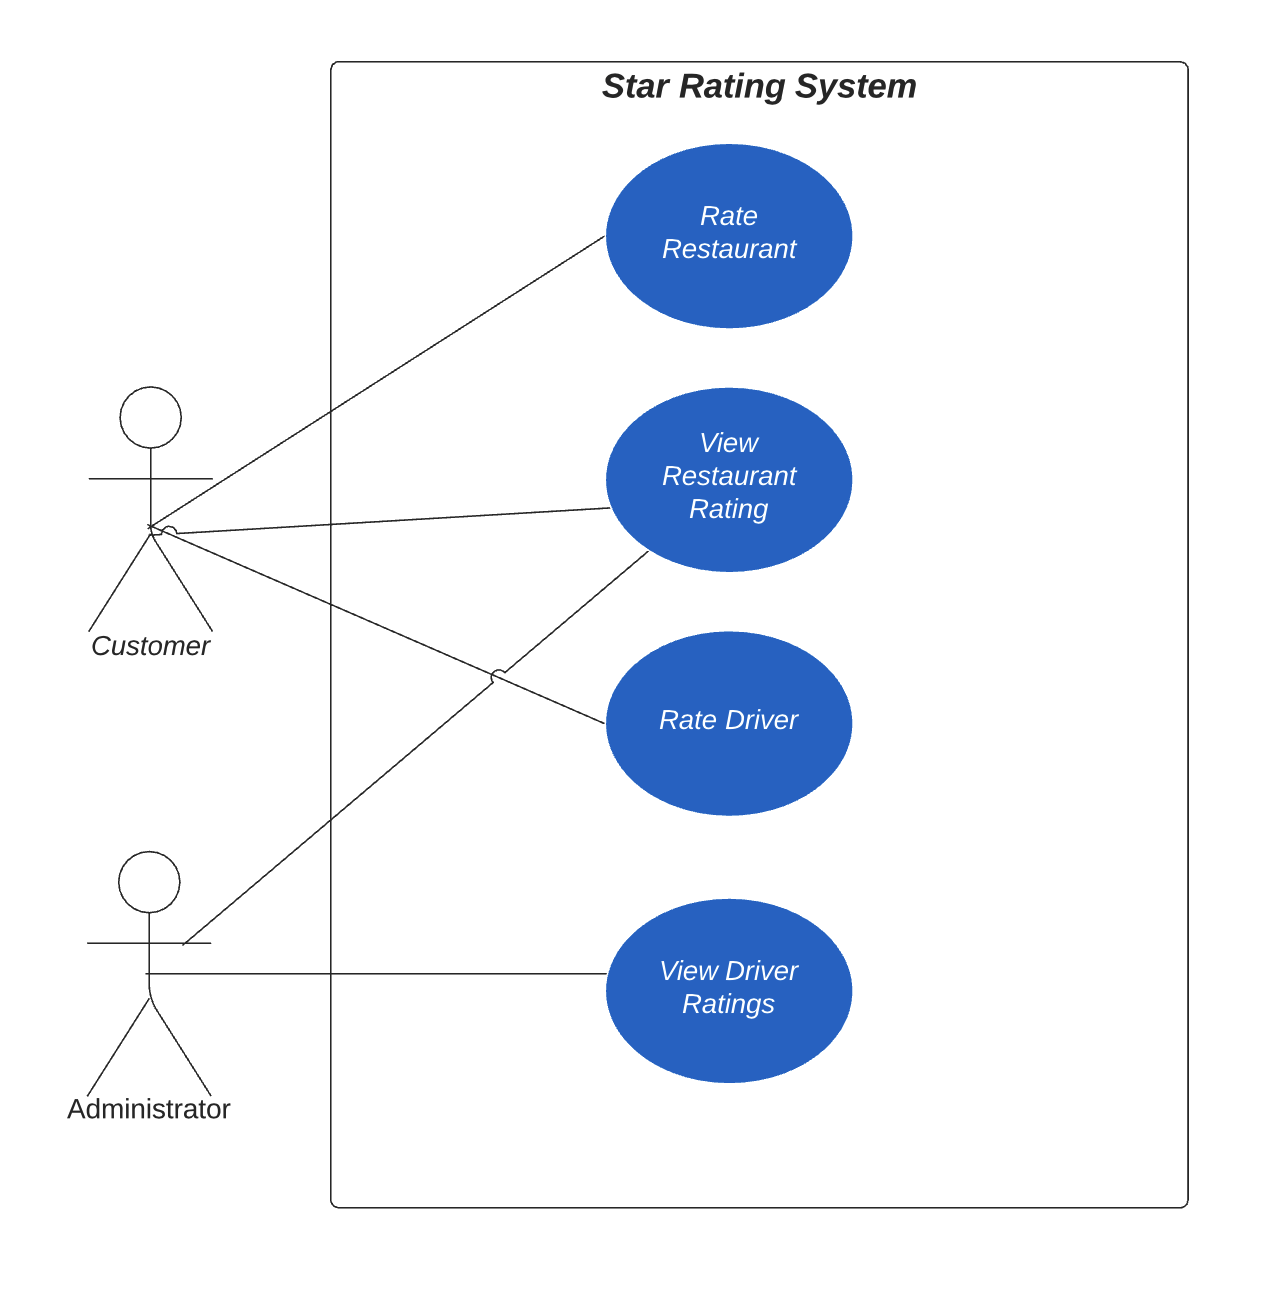 Star Rating System
Rate
Restaurant
View
Restaurant
Rating
Customer
Rate Driver
View Driver
Ratings
Administrator